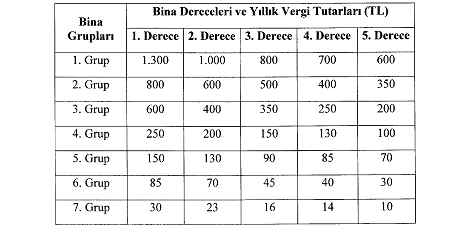 Bina Grupları
Bina Dereceleri ve Yıllık Vergi Tutarları (TL)
1. Derece 2. Derece 3. Derece 4. Derece 5. Derece
1. Grup 1.300 1.000 800 700 600
2. Grup 800 600 500 400 350
3. Grup 600 400 350 250 200
4. Grup 250 200 150 130 100
5. Grup 150 130 90 85 70
6. Grup 85 70 45 40 30
7. Grup 30 23 16 14 10